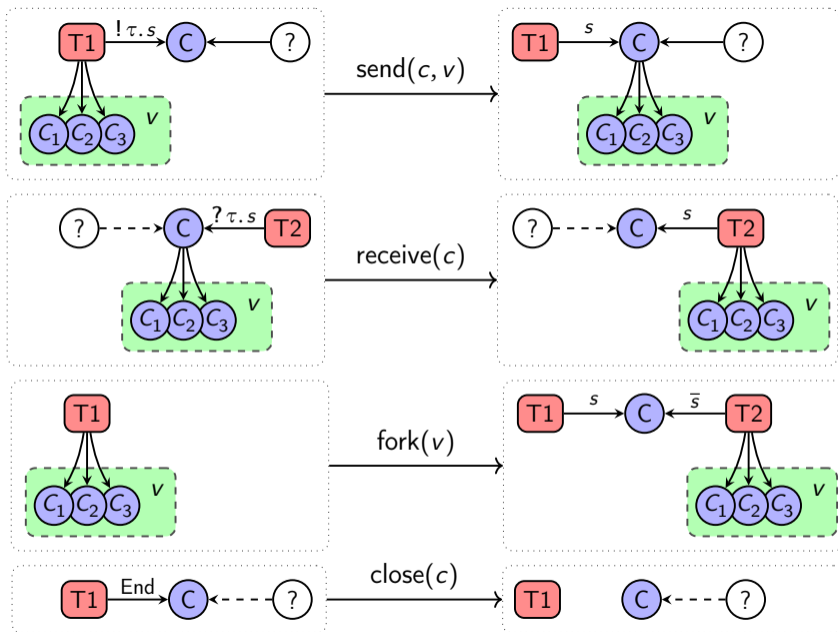 T1 !τ.s C ? send(c, v) T1 s C ?
C1 C2 C3 v C1 C2 C3 v
? C ?τ.s T2 receive(c) ? C s T2
C1 C2 C3 v C1 C2 C3 v
T1 fork(v) T1 s C s̅ T2
C1 C2 C3 v C1 C2 C3 v
T1 End C ? close(c) T1 C ?